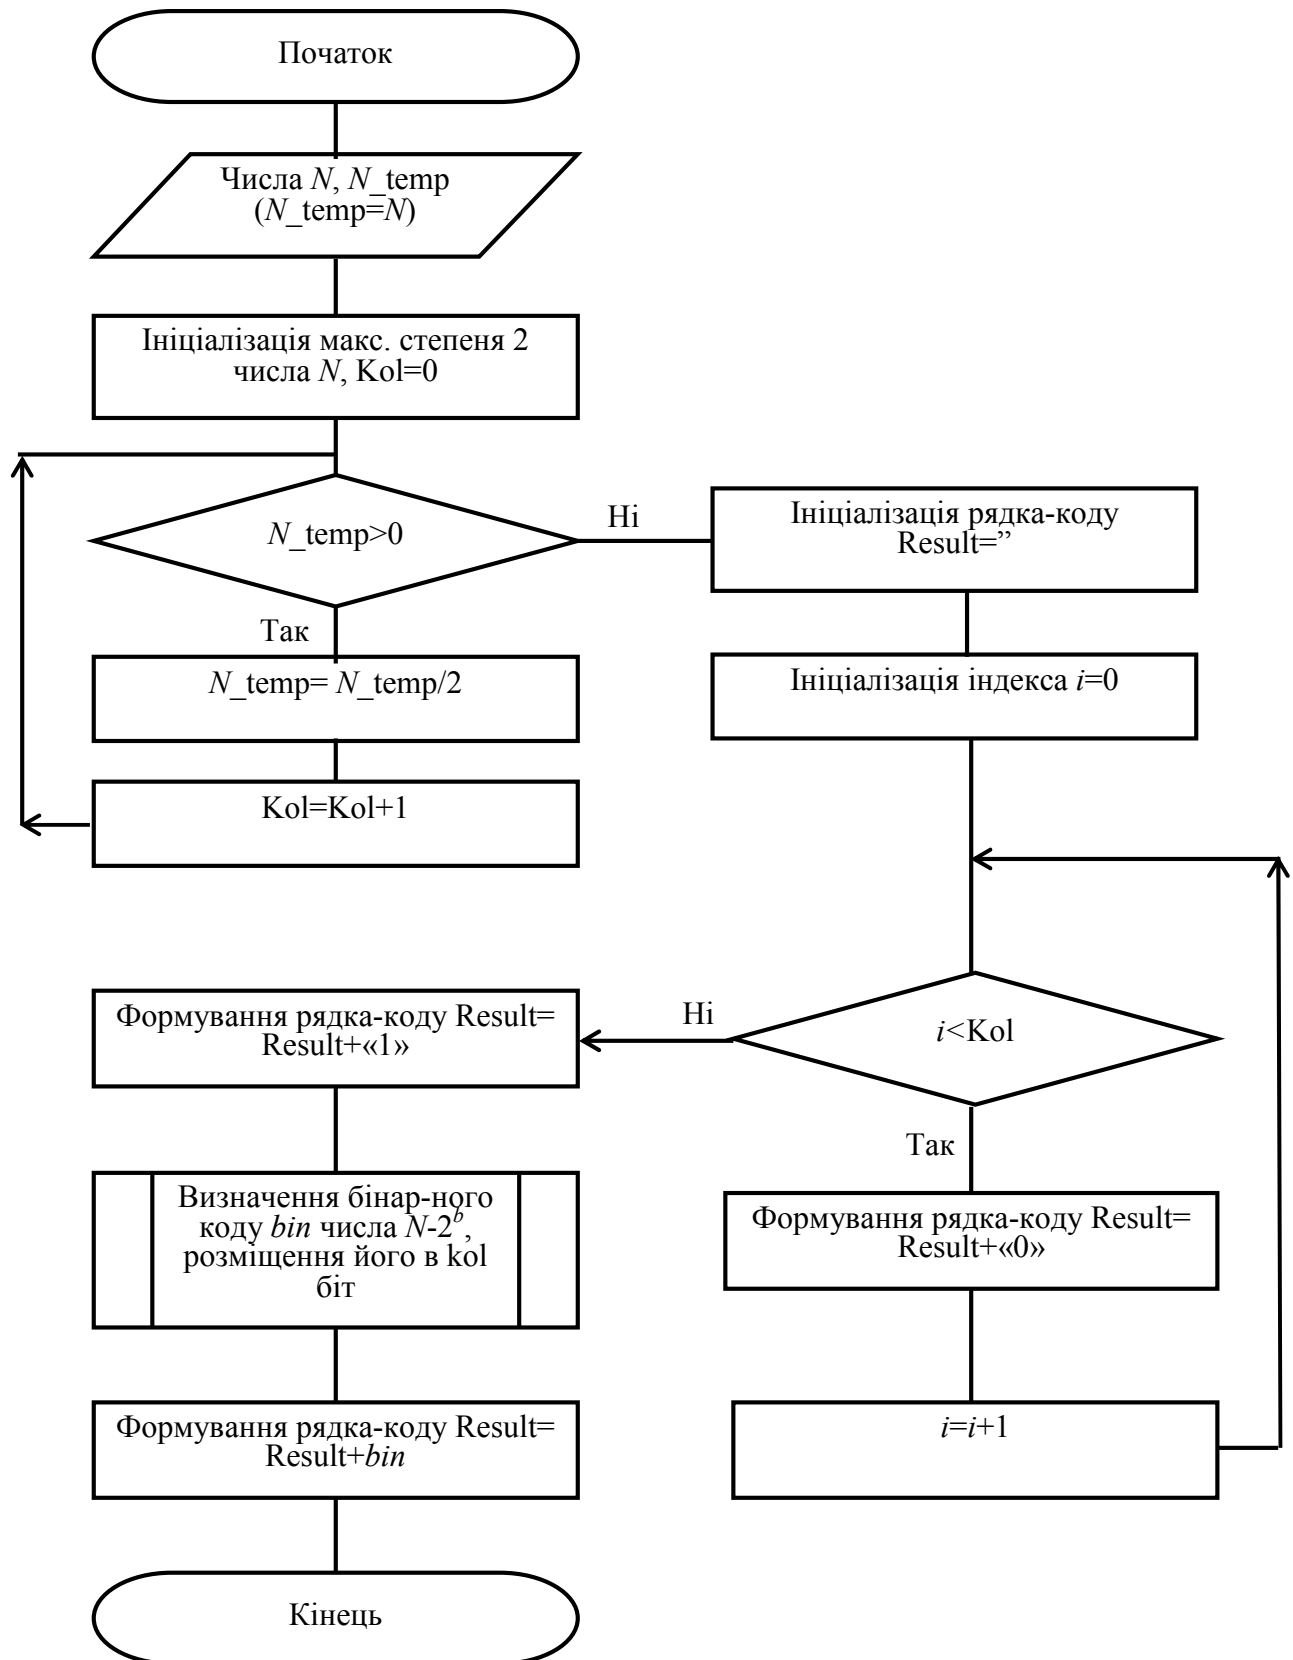 Початок
Числа N, N_temp
(N_temp=N)
Ініціалізація макс. степеня 2
числа N, Kol=0
N_temp>0
Ні
Так
N_temp= N_temp/2
Kol=Kol+1
Ініціалізація рядка-коду
Result=”
Ініціалізація індекса i=0
i<Kol
Ні
Так
Формування рядка-коду Result=
Result+«0»
i=i+1
Формування рядка-коду Result=
Result+«1»
Визначення бінар-ного
коду bin числа N-2^b,
розміщення його в kol
біт
Формування рядка-коду Result=
Result+bin
Кінець